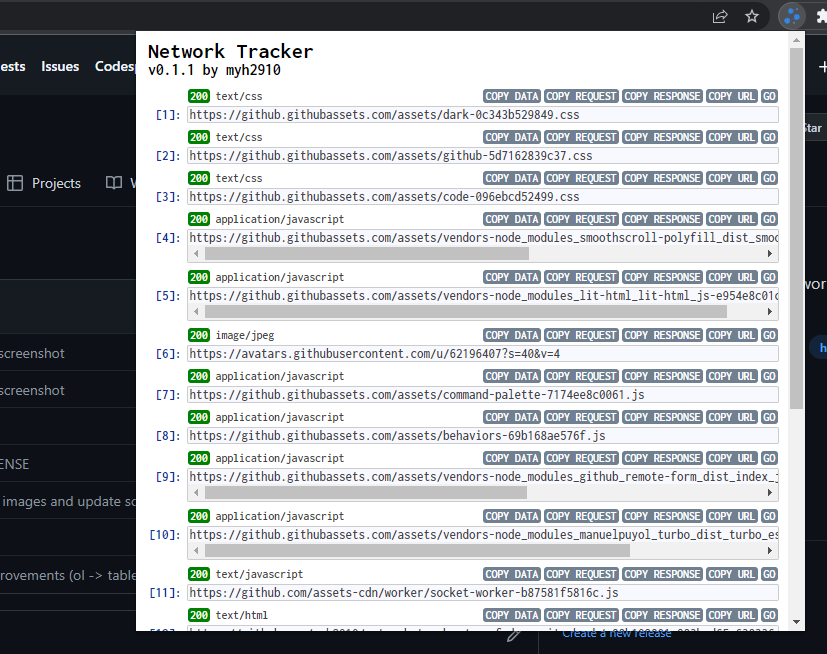 ests Issues Codes
Network Tracker
v0.1.1 by myh2910
200 text/css COPY DATA COPY REQUEST COPY RESPONSE COPY URL GO
[1]: https://github.githubassets.com/assets/dark-0c343b529849.css
200 text/css COPY DATA COPY REQUEST COPY RESPONSE COPY URL GO
[2]: https://github.githubassets.com/assets/github-5d7162839c37.css
200 text/css COPY DATA COPY REQUEST COPY RESPONSE COPY URL GO
[3]: https://github.githubassets.com/assets/code-096ebcd52499.css
200 application/javascript COPY DATA COPY REQUEST COPY RESPONSE COPY URL GO
[4]: https://github.githubassets.com/assets/vendors-node_modules_smoothscroll-polyfill_dist_smoo
200 application/javascript COPY DATA COPY REQUEST COPY RESPONSE COPY URL GO
[5]: https://github.githubassets.com/assets/vendors-node_modules_lit-html_lit-html_js-e954e8c01c
200 image/jpeg COPY DATA COPY REQUEST COPY RESPONSE COPY URL GO
[6]: https://avatars.githubusercontent.com/u/62196407?s=40&v=4
200 application/javascript COPY DATA COPY REQUEST COPY RESPONSE COPY URL GO
[7]: https://github.githubassets.com/assets/command-palette-7174ee8c0061.js
200 application/javascript COPY DATA COPY REQUEST COPY RESPONSE COPY URL GO
[8]: https://github.githubassets.com/assets/behaviors-69b168ae576f.js
200 application/javascript COPY DATA COPY REQUEST COPY RESPONSE COPY URL GO
[9]: https://github.githubassets.com/assets/vendors-node_modules_github_remote-form_dist_index_j
200 application/javascript COPY DATA COPY REQUEST COPY RESPONSE COPY URL GO
[10]: https://github.githubassets.com/assets/vendors-node_modules_manuelpuyol_turbo_dist_turbo_es
200 text/javascript COPY DATA COPY REQUEST COPY RESPONSE COPY URL GO
[11]: https://github.com/assets-cdn/worker/socket-worker-b87581f5816c.js
200 text/html COPY DATA COPY REQUEST COPY RESPONSE COPY URL GO
Star
Projects
wor
screenshot
h
screenshot
ENSE
images and update sc
rovements (ol -> table
Create a new release